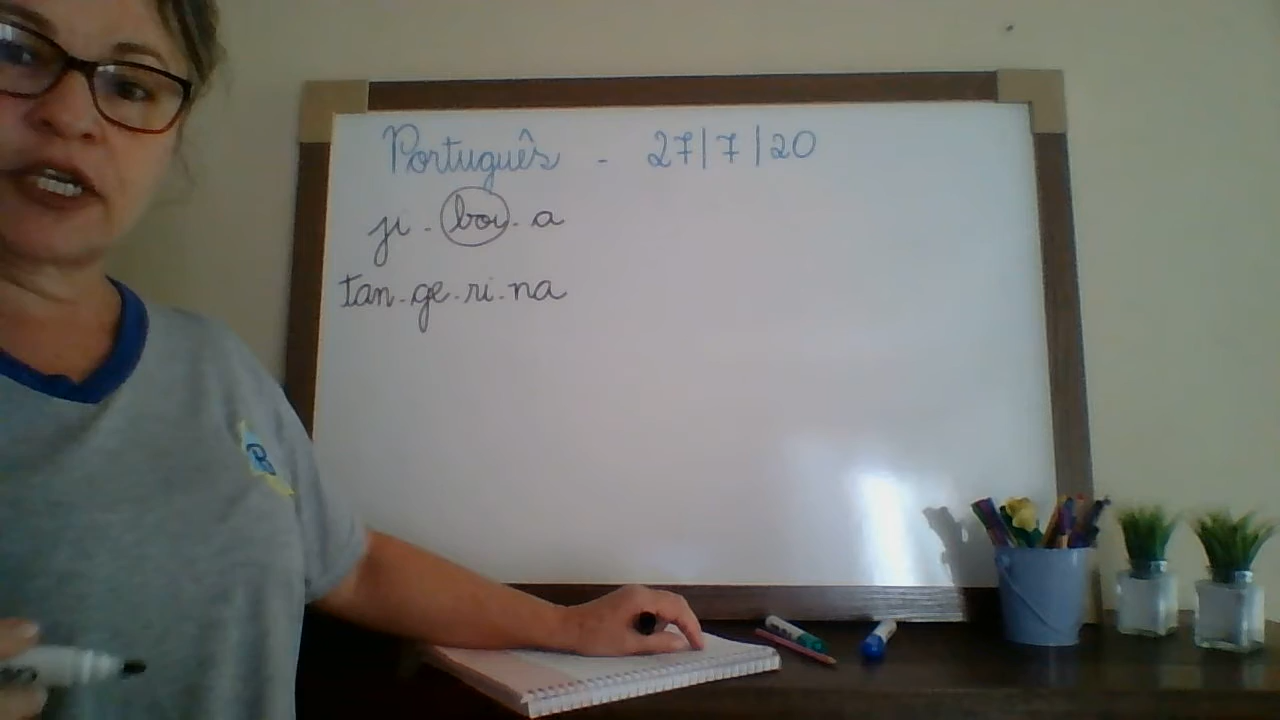 Português - 27/7/20
ji . boi . a
tan . ge . ri . na